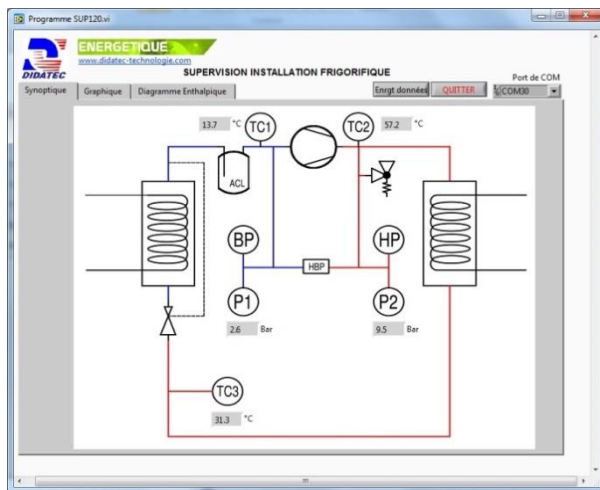 Programme SUP120.vi
DIDATEC
ENERGETIQUE
www.didatec-technologie.com
SUPERVISION INSTALLATION FRIGORIFIQUE
Port de COM
Synoptique Graphique Diagramme Enthalpique Enrgt données QUITTER COM30
13.7 °C TC1 TC2 57.2 °C
ACL
BP HP
HBP
P1 P2
2.6 Bar 9.5 Bar
TC3
31.3 °C